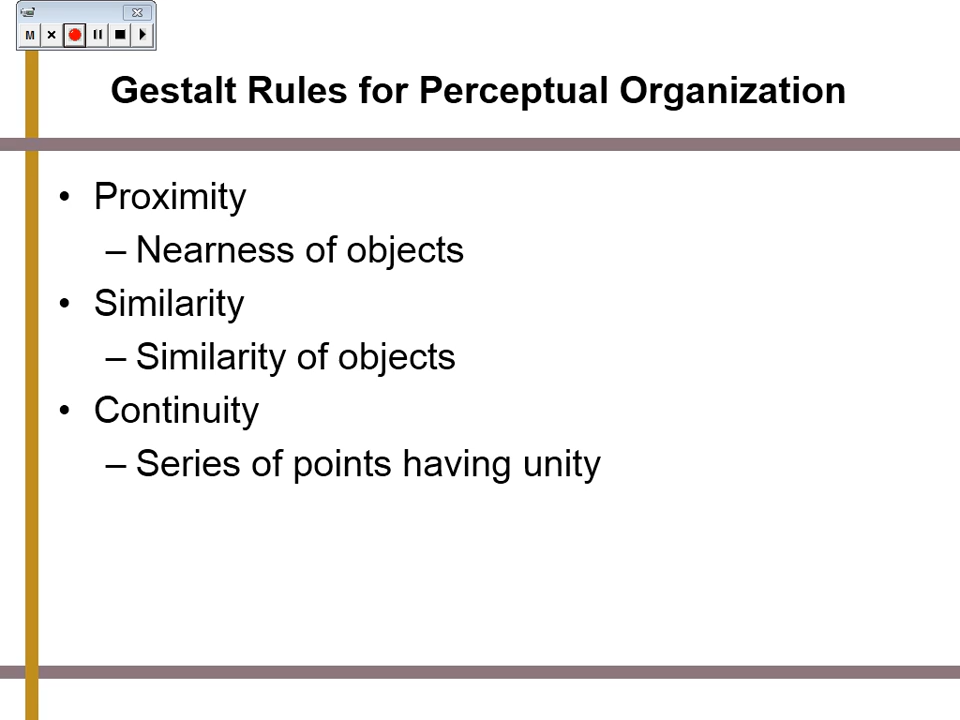 M
Gestalt Rules for Perceptual Organization
• Proximity
– Nearness of objects
• Similarity
– Similarity of objects
• Continuity
– Series of points having unity